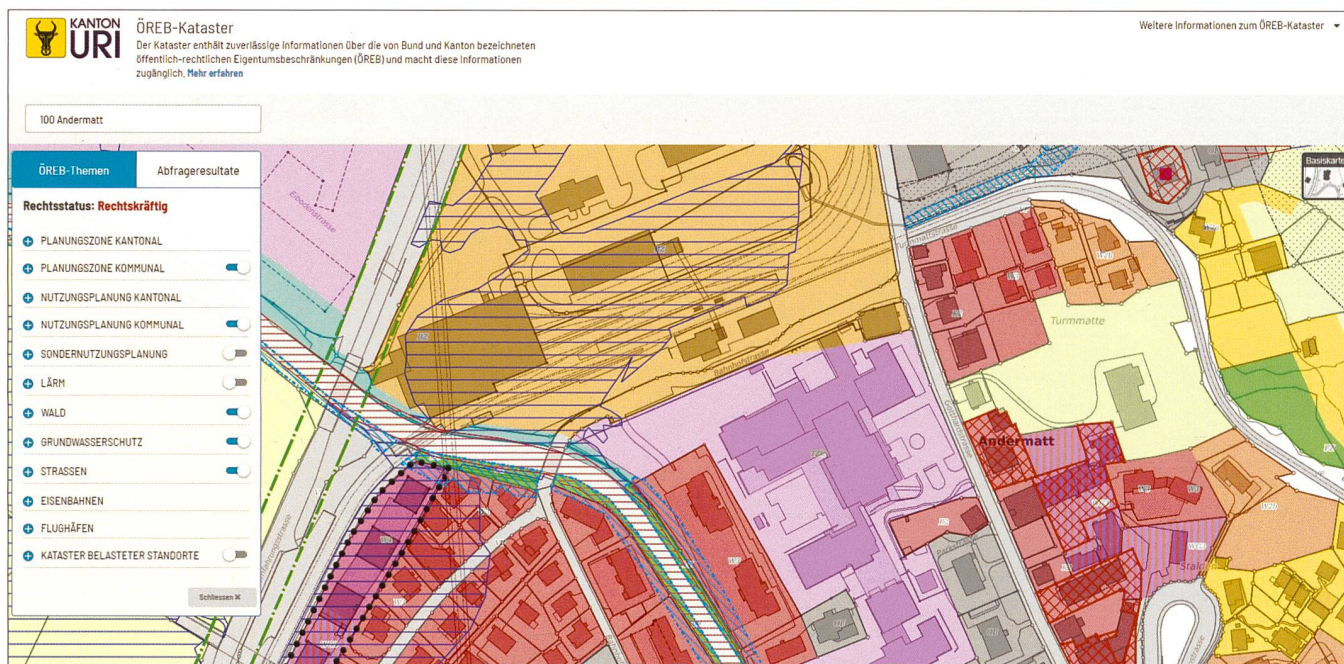 KANTON
URI
ÖREB-Kataster
Der Kataster enthält zuverlässige Informationen über die von Bund und Kanton bezeichneten
öffentlich-rechtlichen Eigentumsbeschränkungen (ÖREB) und macht diese Informationen
zugänglich. Mehr erfahren
Weitere Informationen zum ÖREB-Kataster
100 Andermatt
ÖREB-Themen
Abfrageresultate
Rechtsstatus: Rechtskräftig
PLANUNGSZONE KANTONAL
PLANUNGSZONE KOMMUNAL
NUTZUNGSPLANUNG KANTONAL
NUTZUNGSPLANUNG KOMMUNAL
SONDERNUTZUNGSPLANUNG
LÄRM
WALD
GRUNDWASSERSCHUTZ
STRASSEN
EISENBAHNEN
FLUGHÄFEN
KATASTER BELASTETER STANDORTE
Schliessen X
Basiskarte
Turmmattstrasse
Turmmatte
Bahnhofstrasse
Gotthardstrasse
Andermatt